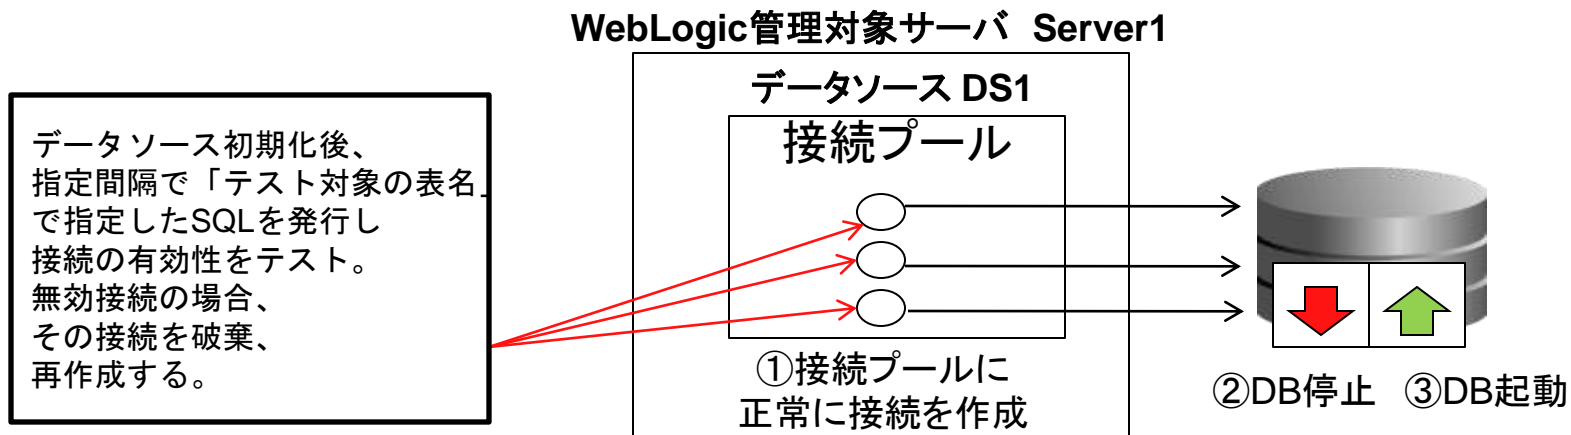 WebLogic管理対象サーバ Server1
データソース DS1
接続プール
データソース初期化後、
指定間隔で「テスト対象の表名」
で指定したSQLを発行し
接続の有効性をテスト。
無効接続の場合、
その接続を破棄、
再作成する。
①接続プールに
正常に接続を作成
②DB停止 ③DB起動